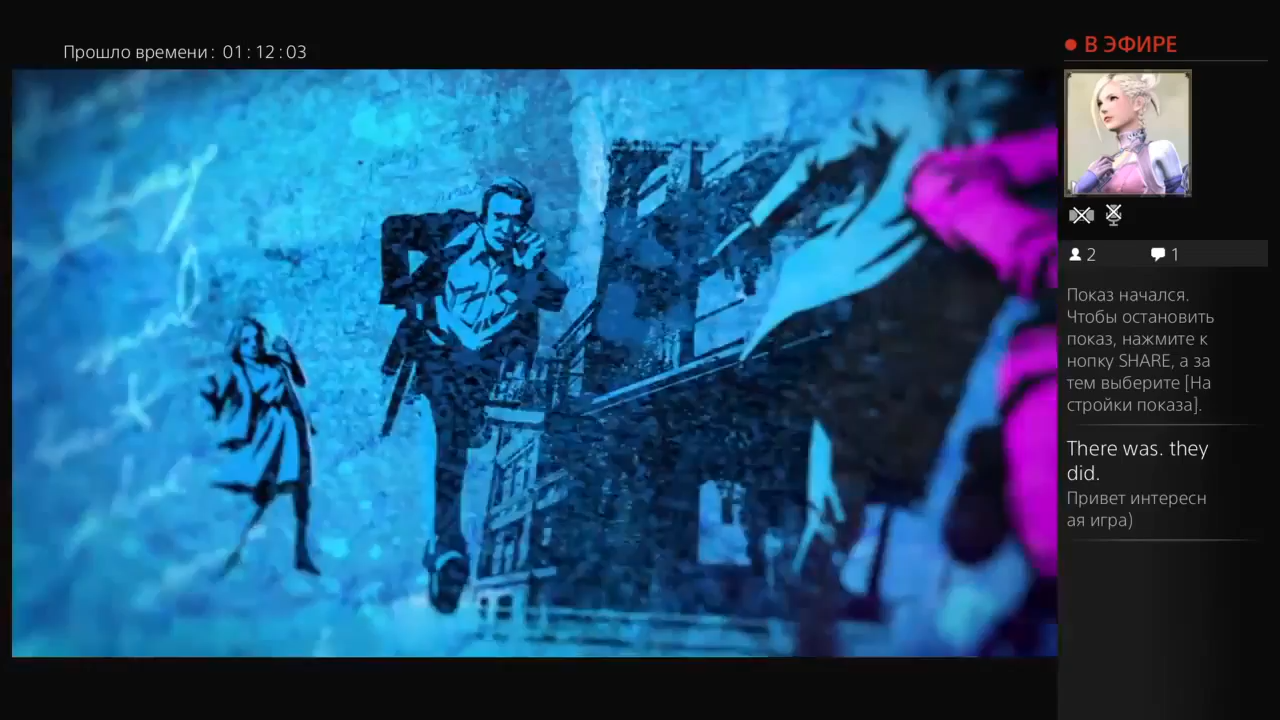 Прошло времени: 01:12:03
В ЭФИРЕ
2 1
Показ начался.
Чтобы остановить
показ, нажмите к
нопку SHARE, а за
тем выберите [На
стройки показа].
There was. they
did.
Привет интересн
ая игра)